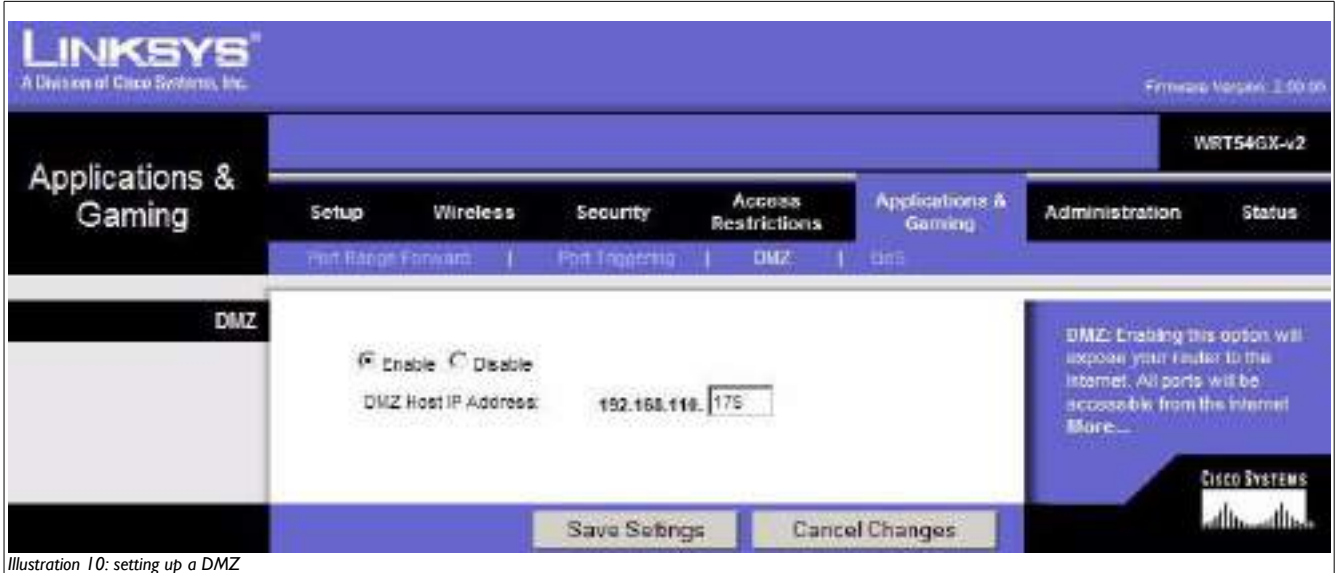 LINKSYS®
A Division of Cisco Systems, Inc.
Firmware Version: 2.00.05
WRT54GX-v2
Applications & Gaming
Setup Wireless Security Access Restrictions Applications & Gaming Administration Status
Port Range Forward | Port Triggering | DMZ | QoS
DMZ
Enable Disable
DMZ Host IP Address: 192.168.110. 175
DMZ: Enabling this option will
expose your router to the
Internet. All ports will be
accessible from the internet
More...
CISCO SYSTEMS
Save Settings Cancel Changes
Illustration 10: setting up a DMZ